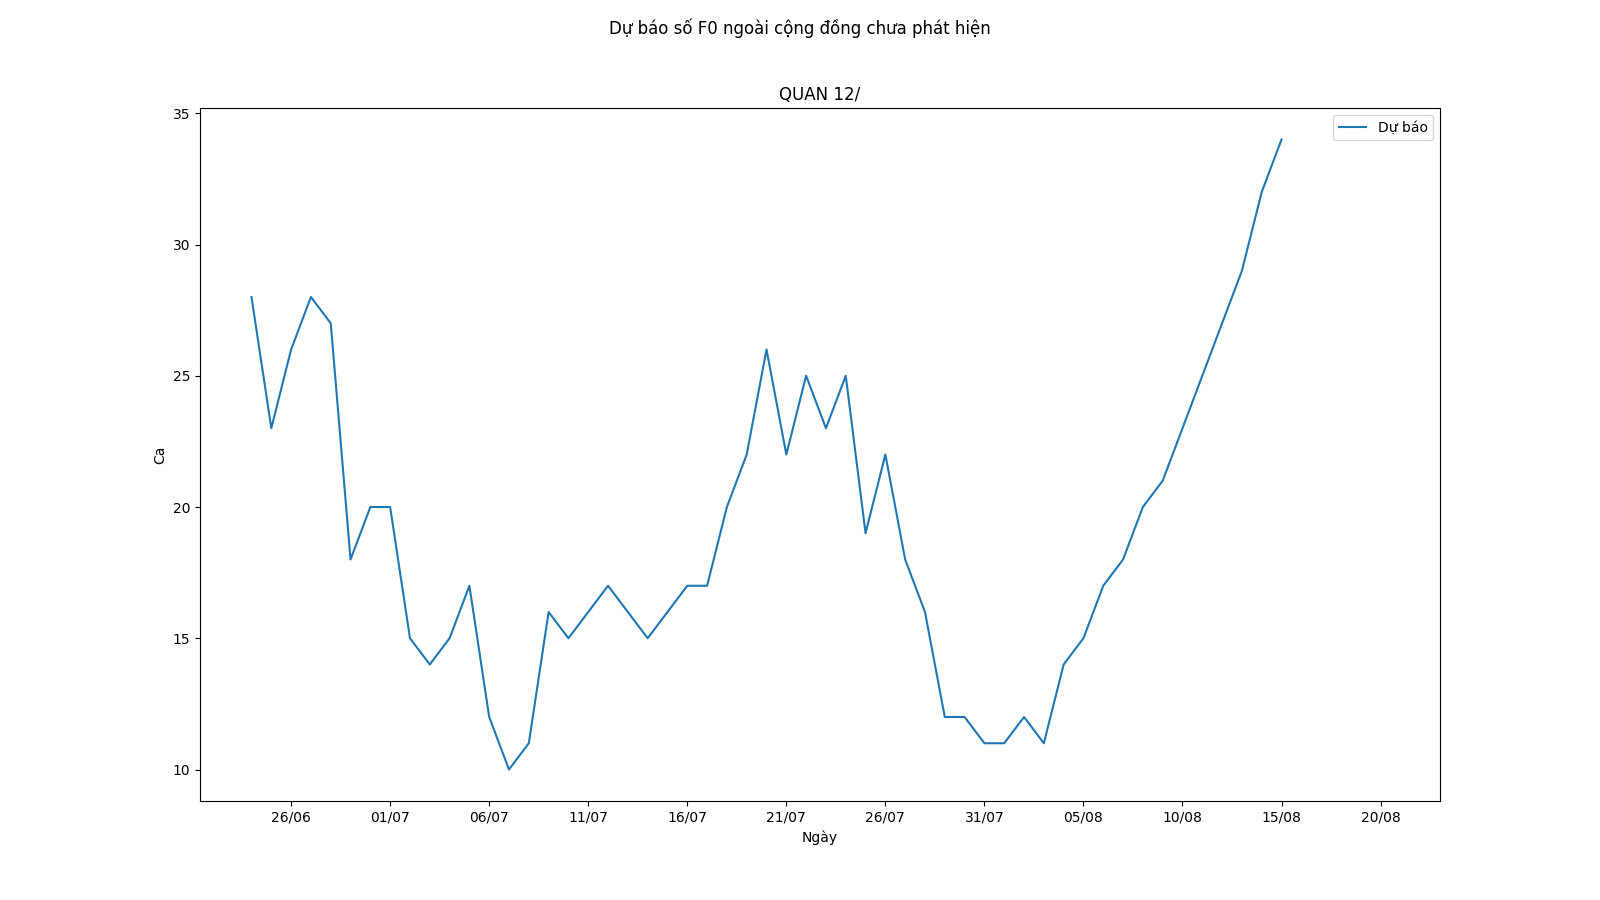 Dự báo số F0 ngoài cộng đồng chưa phát hiện
QUAN 12/
Dự báo
35
30
25
20
15
10
Ca
26/06 01/07 06/07 11/07 16/07 21/07 26/07 31/07 05/08 10/08 15/08 20/08
Ngày